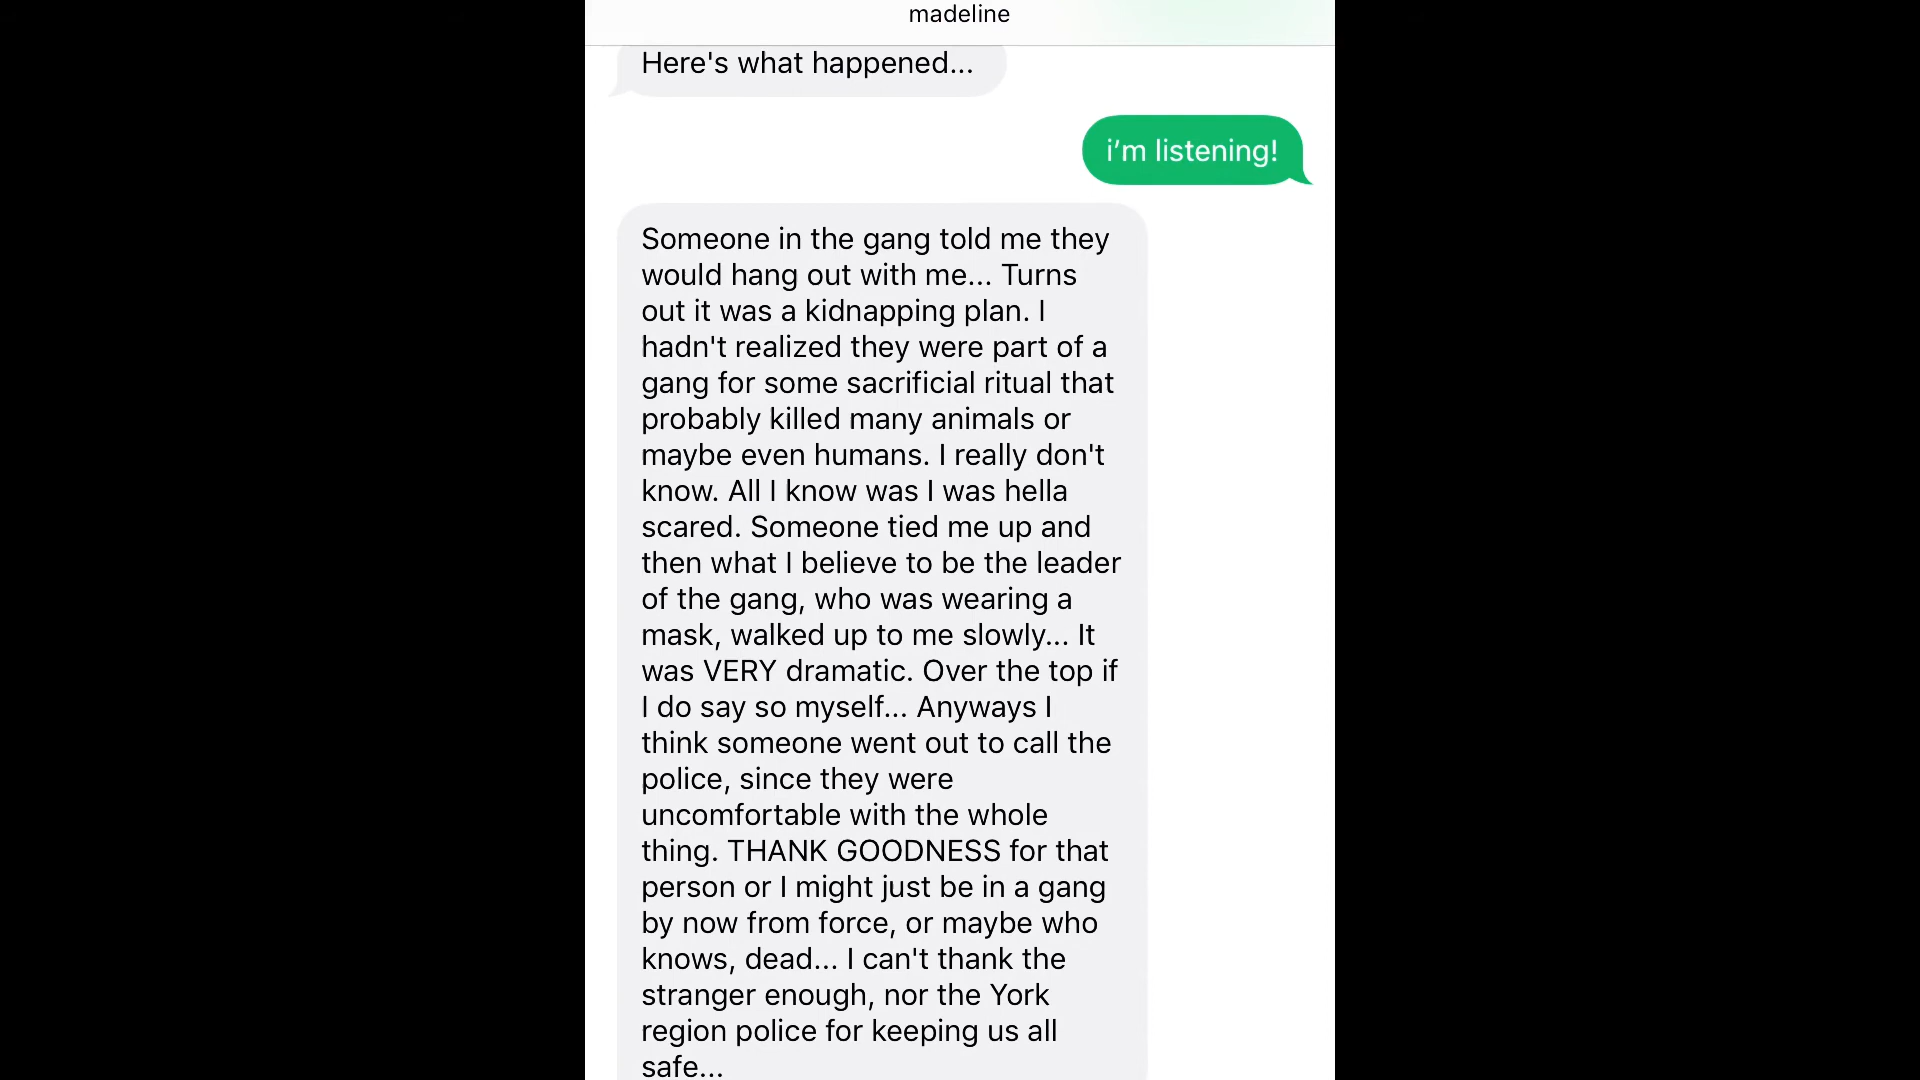 madeline
Here's what happened...
i’m listening!
Someone in the gang told me they
would hang out with me... Turns
out it was a kidnapping plan. I
hadn't realized they were part of a
gang for some sacrificial ritual that
probably killed many animals or
maybe even humans. I really don't
know. All I know was I was hella
scared. Someone tied me up and
then what I believe to be the leader
of the gang, who was wearing a
mask, walked up to me slowly... It
was VERY dramatic. Over the top if
I do say so myself... Anyways I
think someone went out to call the
police, since they were
uncomfortable with the whole
thing. THANK GOODNESS for that
person or I might just be in a gang
by now from force, or maybe who
knows, dead... I can't thank the
stranger enough, nor the York
region police for keeping us all
safe...